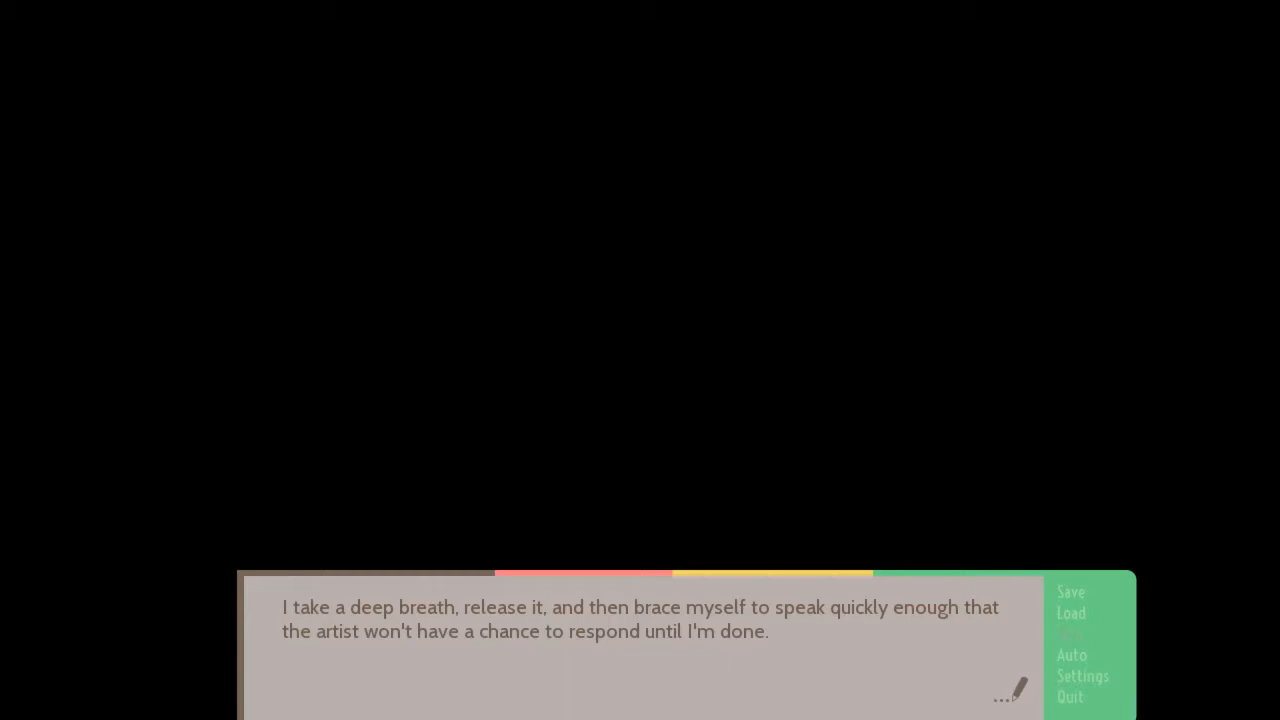 I take a deep breath, release it, and then brace myself to speak quickly enough that
the artist won't have a chance to respond until I'm done.
Save
Load
Auto
Settings
Quit